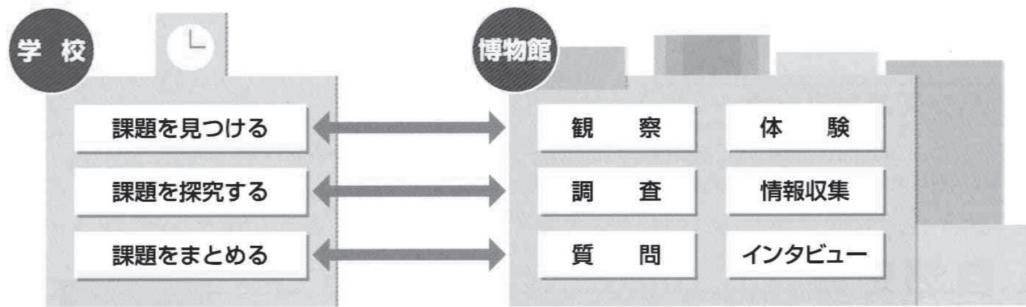 学 校
博物館
課題を見つける
観 察
体 験
課題を探究する
調 査
情報収集
課題をまとめる
質 問
インタビュー